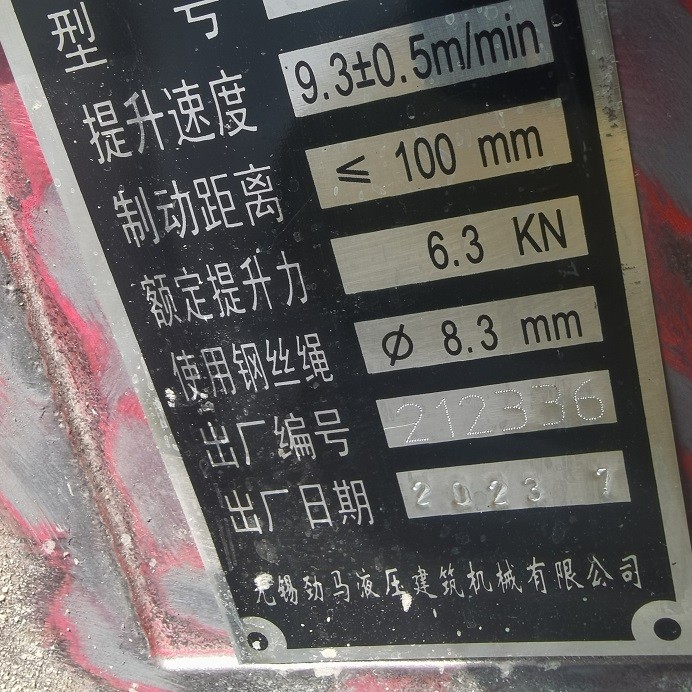 型 号
提升速度 9.3±0.5m/min
制动距离 ≤ 100 mm
额定提升力 6.3 KN
使用钢丝绳 Ø 8.3 mm
出厂编号 212336
出厂日期 2023 7
无锡劲马液压建筑机械有限公司